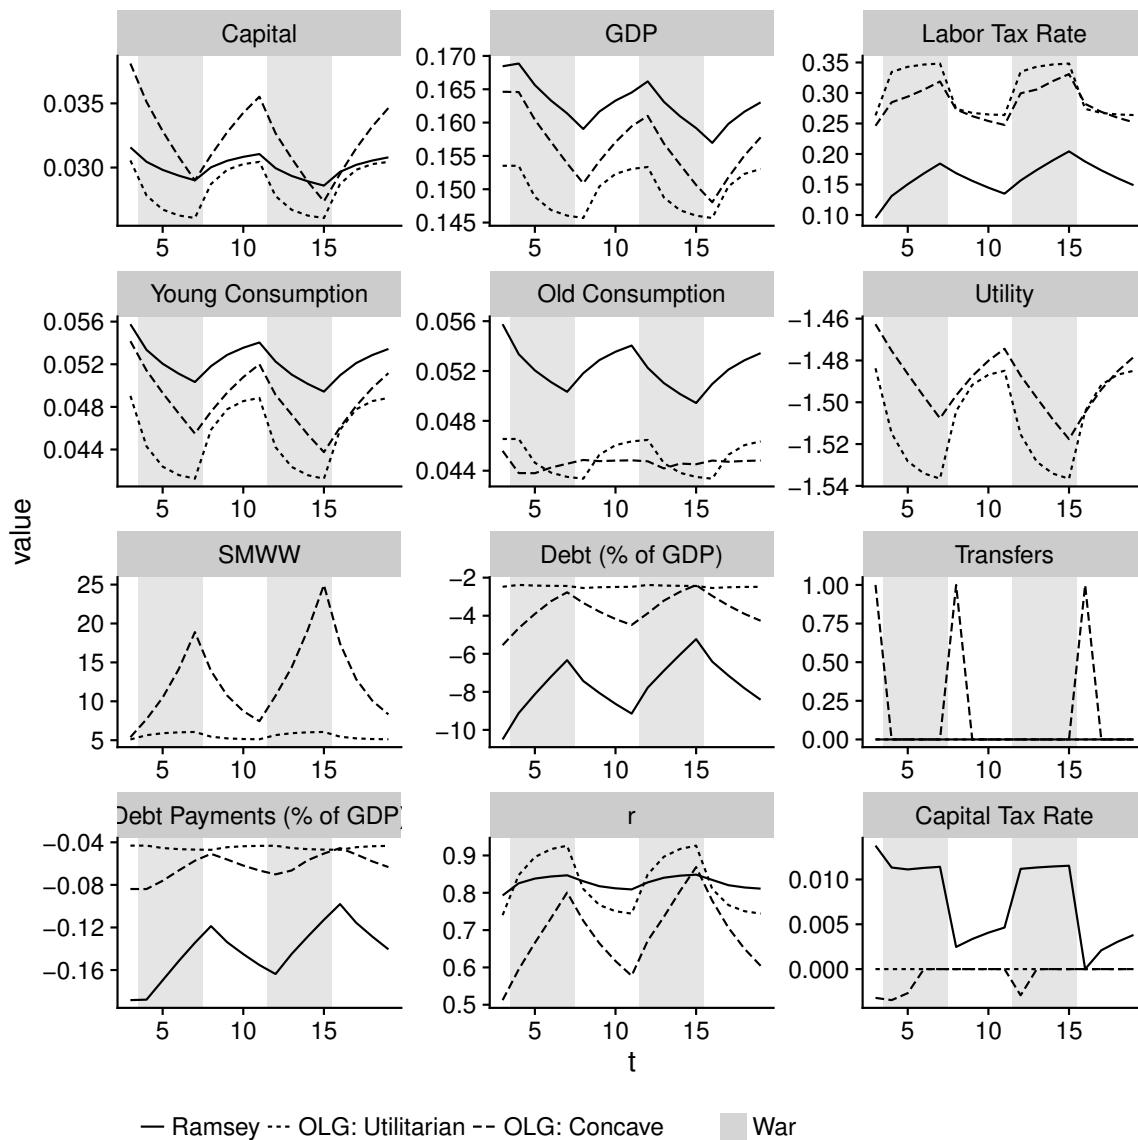 Capital
GDP
Labor Tax Rate
0.035
0.030
5 10 15
0.170
0.165
0.160
0.155
0.150
0.145
5 10 15
0.35
0.30
0.25
0.20
0.15
0.10
5 10 15
Young Consumption
Old Consumption
Utility
0.056
0.052
0.048
0.044
5 10 15
0.056
0.052
0.048
0.044
5 10 15
−1.46
−1.48
−1.50
−1.52
−1.54
5 10 15
value
SMWW
Debt (% of GDP)
Transfers
25
20
15
10
5
5 10 15
−2
−4
−6
−8
−10
5 10 15
1.00
0.75
0.50
0.25
0.00
5 10 15
Debt Payments (% of GDP)
r
Capital Tax Rate
−0.04
−0.08
−0.12
−0.16
5 10 15
0.9
0.8
0.7
0.6
0.5
5 10 15
0.010
0.005
0.000
5 10 15
t
Ramsey OLG: Utilitarian OLG: Concave War